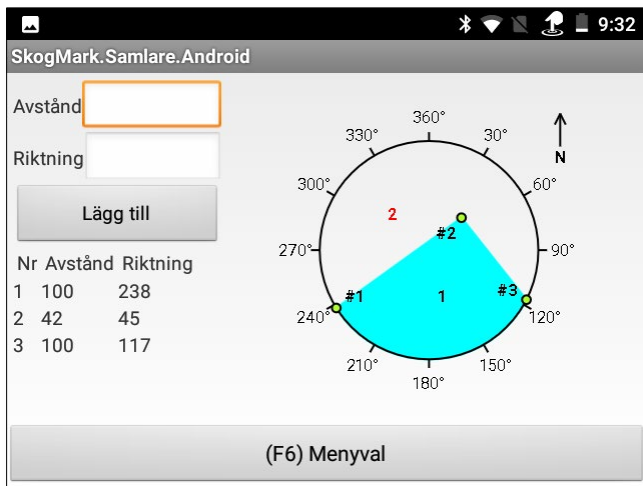 9:32
SkogMark.Samlare.Android
Avstånd
Riktning
Lägg till
Nr Avstånd Riktning
1 100 238
2 42 45
3 100 117
360°
330° 30°
N
300° 60°
2
#2
270° 90°
#1 1 #3
240° 120°
210° 150°
180°
(F6) Menyval